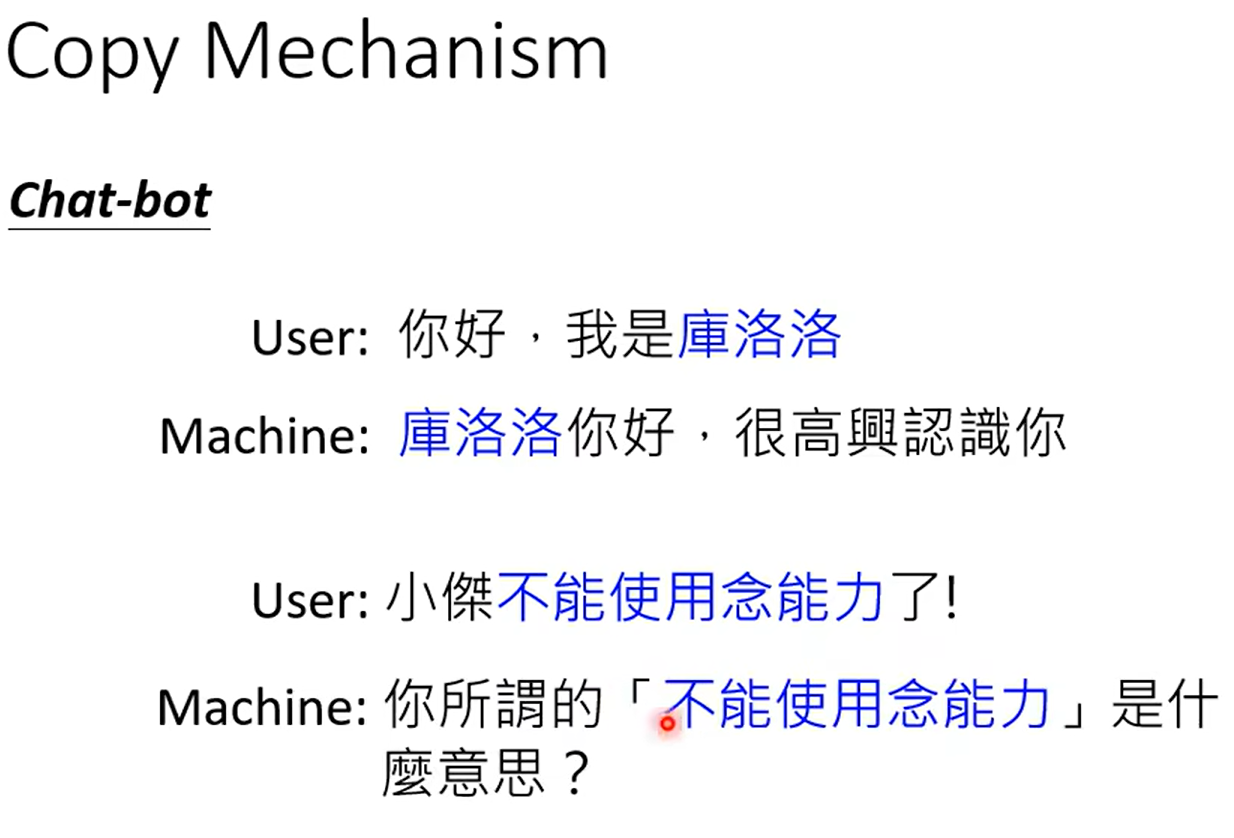 Copy Mechanism
Chat-bot
User: 你好，我是庫洛洛
Machine: 庫洛洛你好，很高興認識你
User: 小傑不能使用念能力了!
Machine: 你所謂的「不能使用念能力」是什
麼意思？